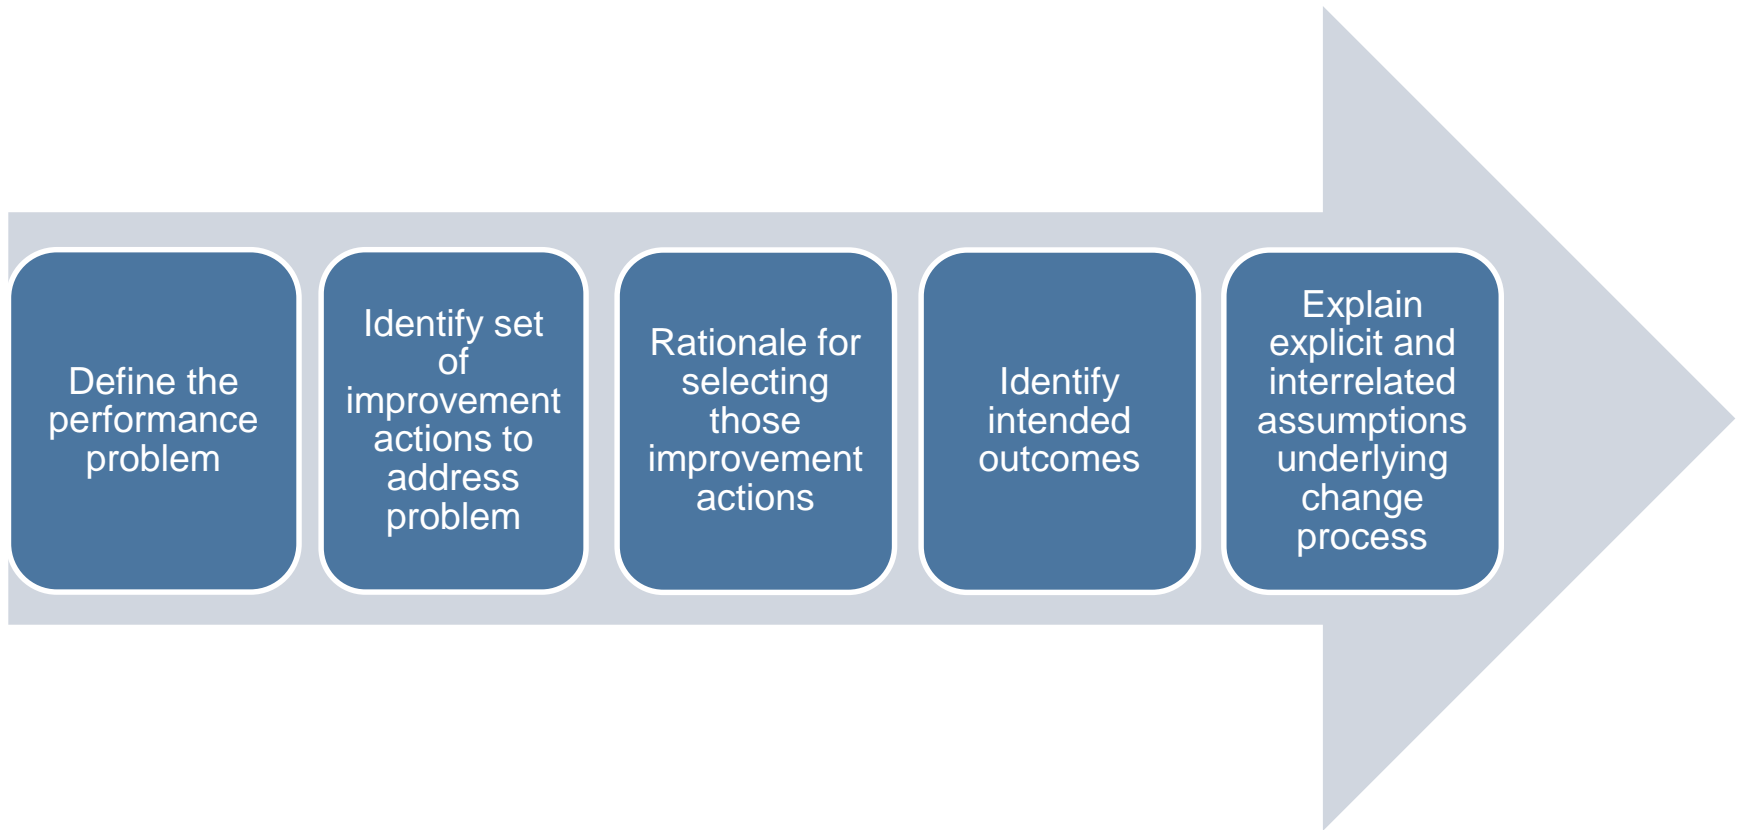 Define the
performance
problem
Identify set
of
improvement
actions to
address
problem
Rationale for
selecting
those
improvement
actions
Identify
intended
outcomes
Explain
explicit and
interrelated
assumptions
underlying
change
process